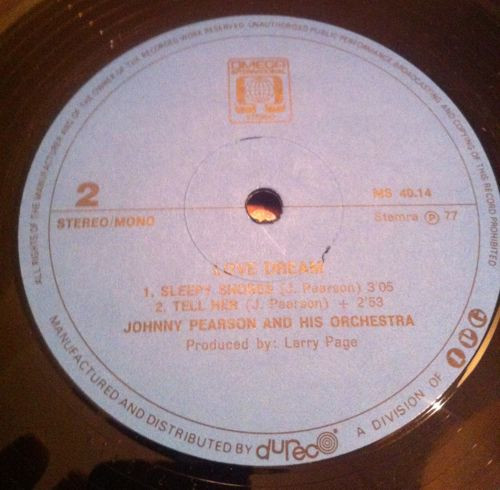 ALL RIGHTS OF THE MANUFACTURER AND OF THE OWNER OF THE RECORDED WORK RESERVED UNAUTHORISED PUBLIC PERFORMANCE BROADCASTING AND COPYING OF THIS RECORD PROHIBITED
OMEGA
INTERNATIONAL
STEREO
2
MS 40.14
STEREO/MONO
Stemra Ⓟ 77
LOVE DREAM
1. SLEEPY SHORES (J. Pearson) 3'05
2. TELL HER (J. Pearson) + 2'53
JOHNNY PEARSON AND HIS ORCHESTRA
Produced by: Larry Page
MANUFACTURED AND DISTRIBUTED BY dureco A DIVISION OF